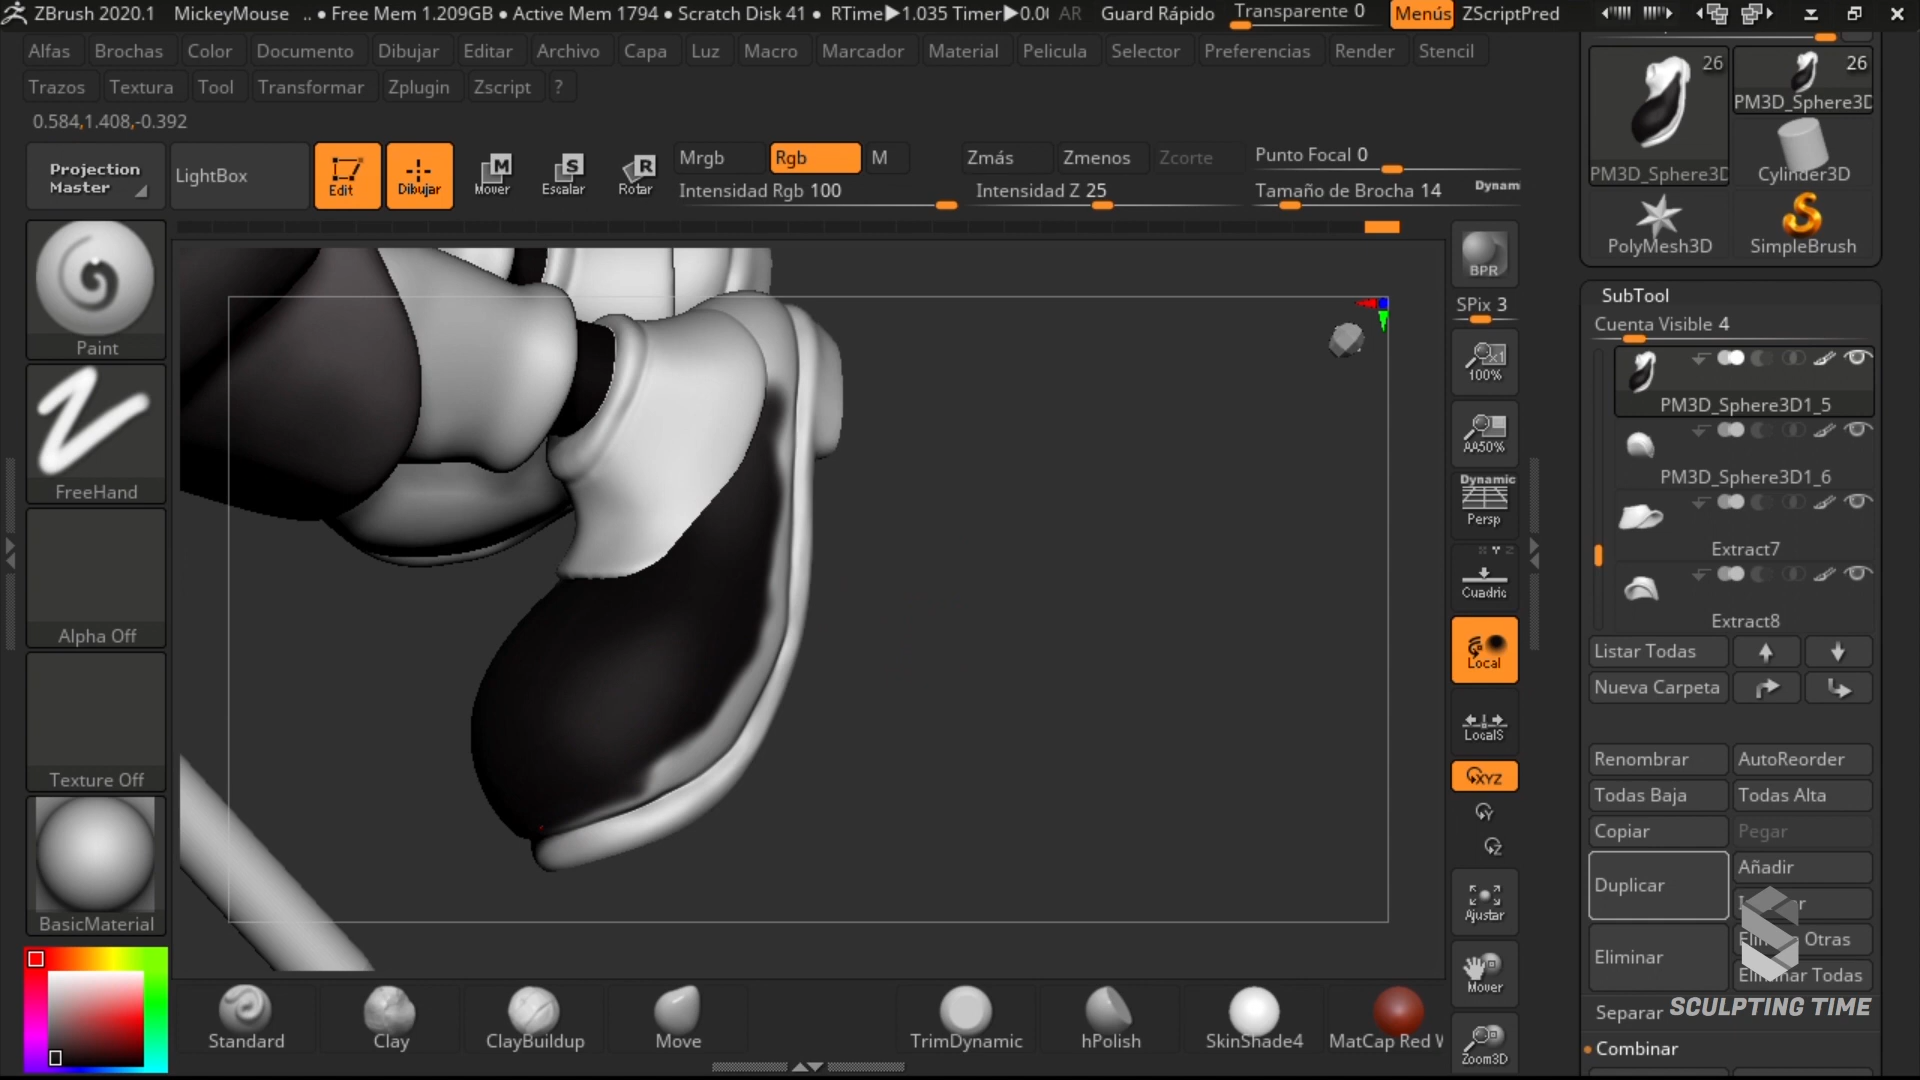 ZBrush 2020.1 MickeyMouse .. • Free Mem 1.209GB • Active Mem 1794 • Scratch Disk 41 • RTime▶1.035 Timer▶0.0 AR Guard Rápido Transparente 0 Menús ZScriptPred
Alfas Brochas Color Documento Dibujar Editar Archivo Capa Luz Macro Marcador Material Pelicula Selector Preferencias Render Stencil
Trazos Textura Tool Transformar Zplugin Zscript ?
0.584,1.408,-0.392
Projection Master
LightBox
Edit
Dibujar
M
Mover
S
Escalar
R
Rotar
Mrgb Rgb M
Intensidad Rgb 100
Zmás Zmenos Zcorte
Intensidad Z 25
Punto Focal 0
Tamaño de Brocha 14
Dynami
Paint
FreeHand
Alpha Off
Texture Off
BasicMaterial
BPR
SPix 3
100%
AA50%
Dynamic
Persp
Cuadric
Local
LocalS
XYZ
Y
Z
Ajustar
Mover
Zoom3D
26
26
PM3D_Sphere3D
PM3D_Sphere3D
Cylinder3D
PolyMesh3D
SimpleBrush
SubTool
Cuenta Visible 4
PM3D_Sphere3D1_5
PM3D_Sphere3D1_6
Extract7
Extract8
Listar Todas
Nueva Carpeta
Renombrar AutoReorder
Todas Baja Todas Alta
Copiar Pegar
Duplicar Añadir
Eliminar Otras
Todas
Separar
Combinar
SCULPTING TIME
Standard Clay ClayBuildup Move TrimDynamic hPolish SkinShade4 MatCap Red W